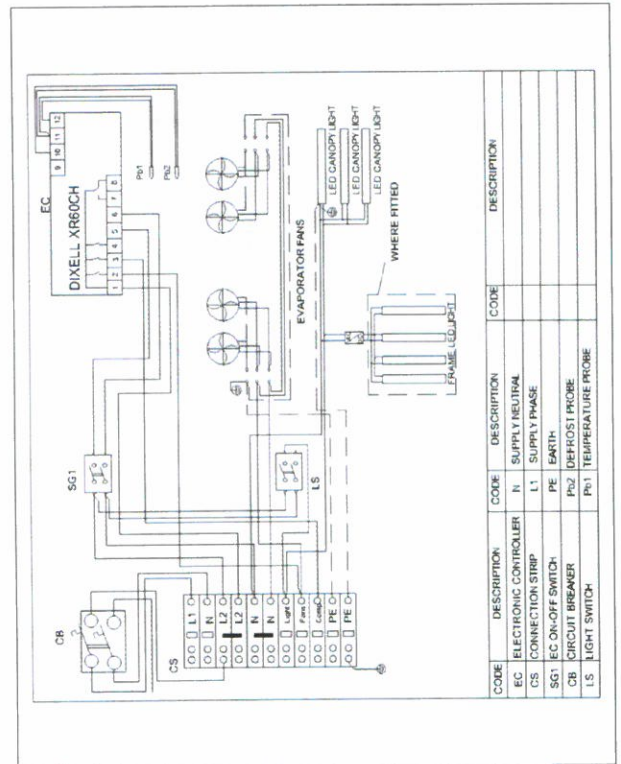 EC
DIXELL XR60CH
9 10 11 12
1 2 3 4 5 6 7 8
Pb1
Pb2
SG1
CB
CS
L1
N
L2
L2
N
N
Light
Fans
Comp
PE
PE
LS
EVAPORATOR FANS
LED CANOPY LIGHT
LED CANOPY LIGHT
LED CANOPY LIGHT
WHERE FITTED
FRAME LED LIGHT
CODE DESCRIPTION CODE DESCRIPTION CODE DESCRIPTION
EC ELECTRONIC CONTROLLER N SUPPLY NEUTRAL
CS CONNECTION STRIP L1 SUPPLY PHASE
SG1 EC ON-OFF SWITCH PE EARTH
CB CIRCUIT BREAKER Pb2 DEFROST PROBE
LS LIGHT SWITCH Pb1 TEMPERATURE PROBE